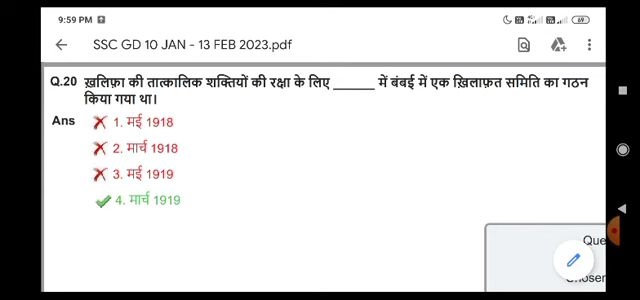 9:59 PM
69
SSC GD 10 JAN - 13 FEB 2023.pdf
Q.20 ख़लिफ़ा की तात्कालिक शक्तियों की रक्षा के लिए ______ में बंबई में एक ख़िलाफ़त समिति का गठन
किया गया था।
Ans 1. मई 1918
2. मार्च 1918
3. मई 1919
4. मार्च 1919
Que